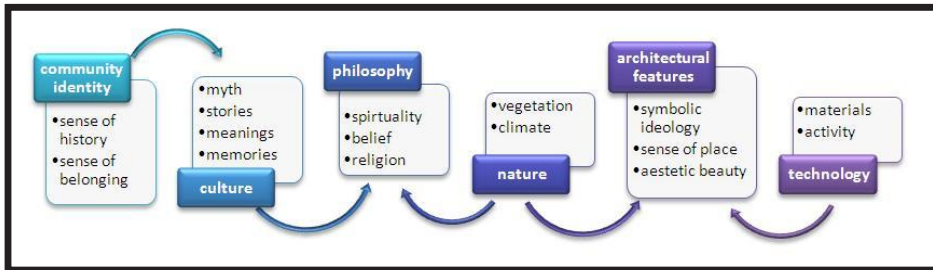 community
identity
•sense of
history
•sense of
belonging
•myth
•stories
•meanings
•memories
culture
philosophy
•spirtuality
•belief
•religion
•vegetation
•climate
nature
architectural
features
•symbolic
ideology
•sense of place
•aestetic beauty
•materials
•activity
technology